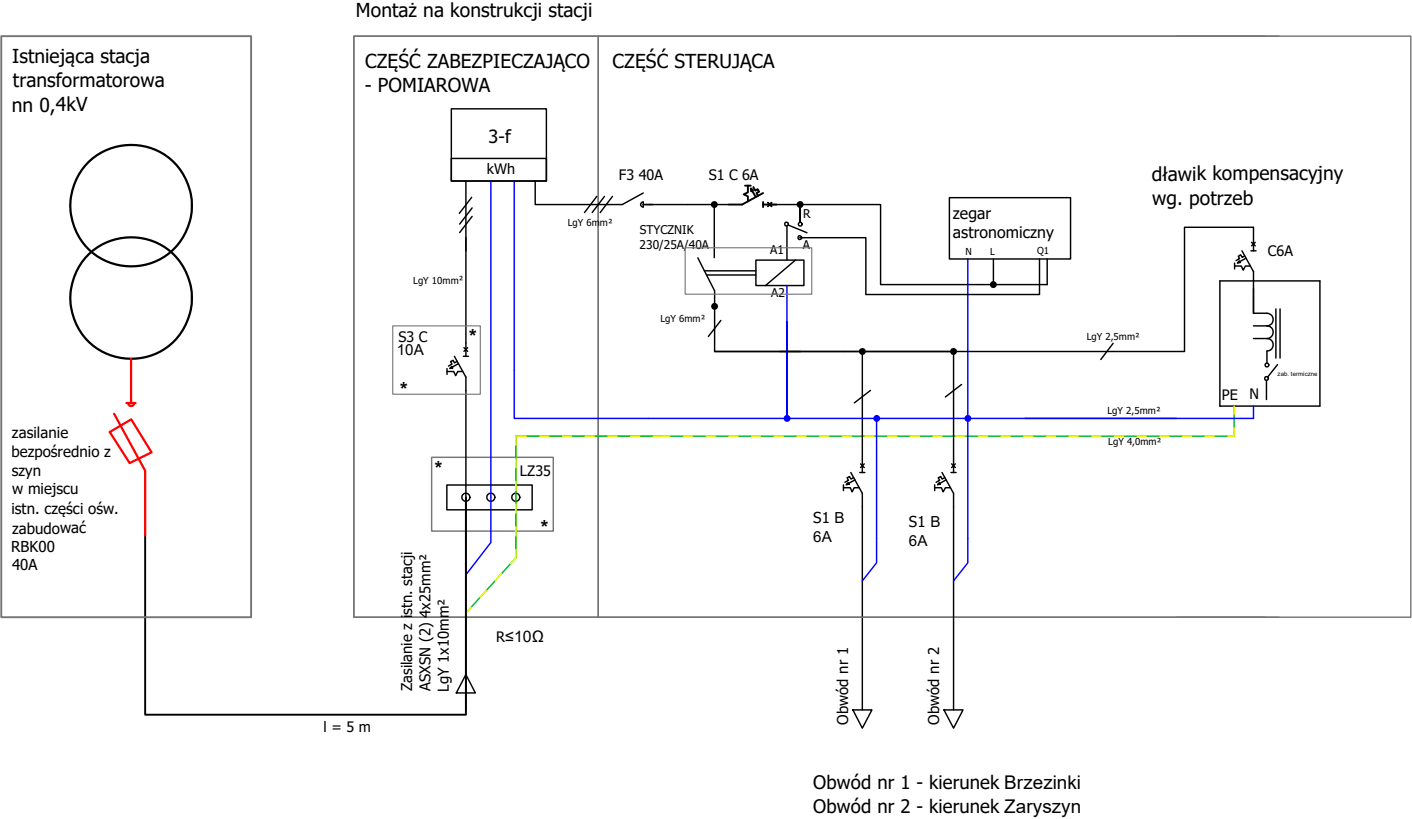 Montaż na konstrukcji stacji
Istniejąca stacja
transformatorowa
nn 0,4kV
zasilanie
bezpośrednio z
szyn
w miejscu
istn. części ośw.
zabudować
RBK00
40A
l = 5 m
CZĘŚĆ ZABEZPIECZAJĄCO
- POMIAROWA
3-f
kWh
LgY 10mm²
S3 C
10A
*
*
*
LZ35
*
Zasilanie z istn. stacji
ASXSN (2) 4x25mm²
LgY 1x10mm²
R≤10Ω
CZĘŚĆ STERUJĄCA
LgY 6mm²
F3 40A
S1 C 6A
R
A
STYCZNIK
230/25A/40A
A1
A2
LgY 6mm²
zegar
astronomiczny
N L Q1
dławik kompensacyjny
wg. potrzeb
C6A
LgY 2,5mm²
zab. termiczne
PE N
LgY 2,5mm²
LgY 4,0mm²
S1 B
6A
S1 B
6A
Obwód nr 1
Obwód nr 2
Obwód nr 1 - kierunek Brzezinki
Obwód nr 2 - kierunek Zaryszyn